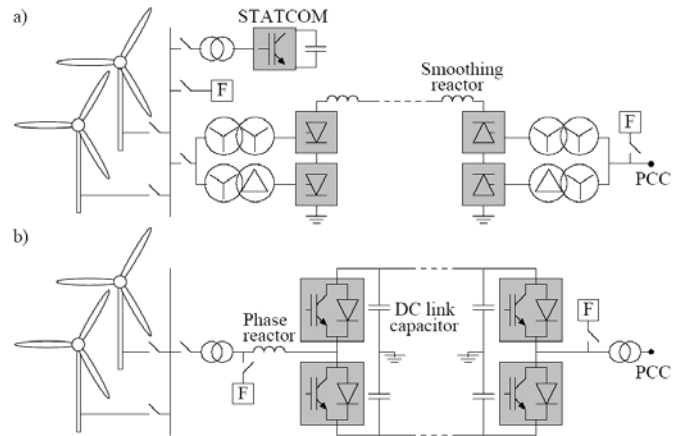 a)
STATCOM
F
Smoothing
reactor
F
PCC
b)
Phase
reactor
F
DC link
capacitor
F
PCC